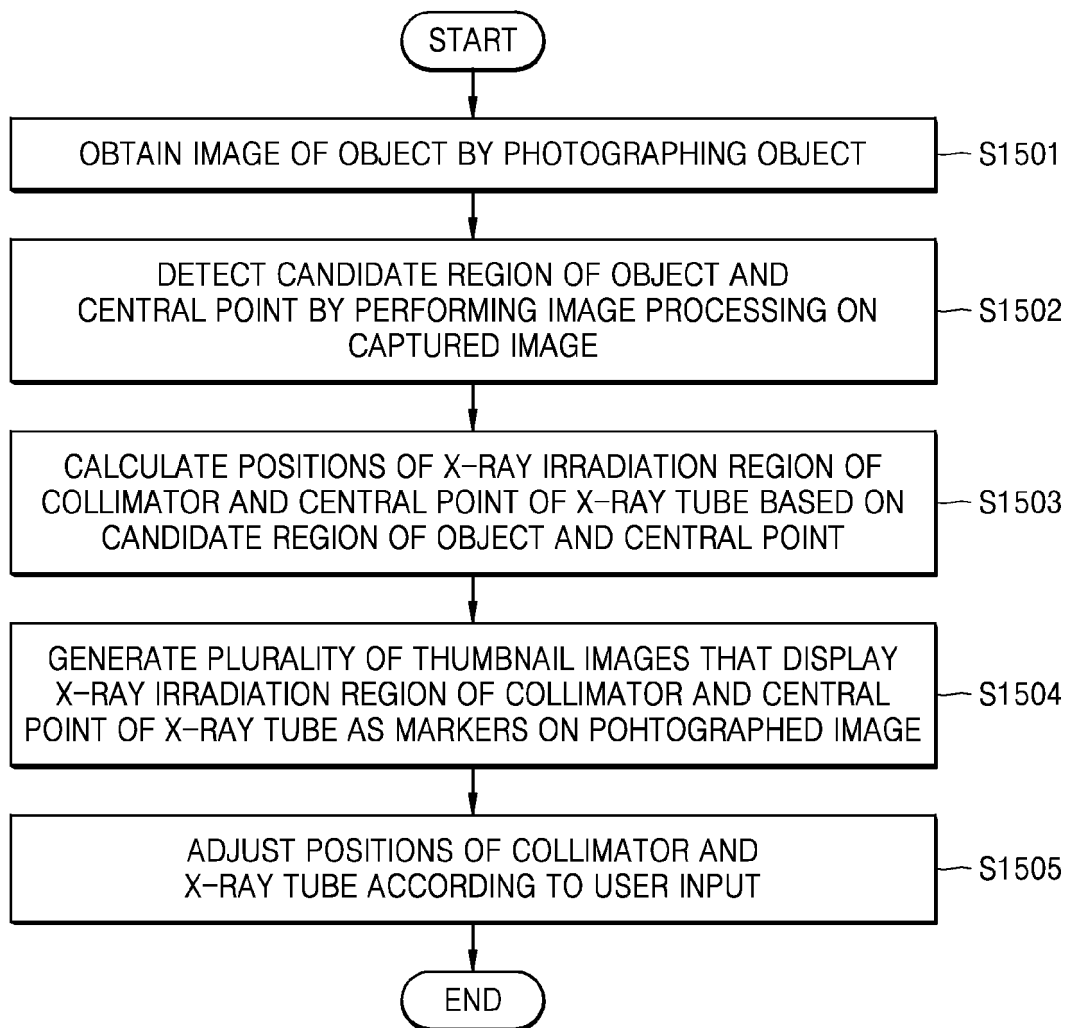 START
OBTAIN IMAGE OF OBJECT BY PHOTOGRAPHING OBJECT
S1501
DETECT CANDIDATE REGION OF OBJECT AND
CENTRAL POINT BY PERFORMING IMAGE PROCESSING ON
CAPTURED IMAGE
S1502
CALCULATE POSITIONS OF X-RAY IRRADIATION REGION OF
COLLIMATOR AND CENTRAL POINT OF X-RAY TUBE BASED ON
CANDIDATE REGION OF OBJECT AND CENTRAL POINT
S1503
GENERATE PLURALITY OF THUMBNAIL IMAGES THAT DISPLAY
X-RAY IRRADIATION REGION OF COLLIMATOR AND CENTRAL
POINT OF X-RAY TUBE AS MARKERS ON POHTOGRAPHED IMAGE
S1504
ADJUST POSITIONS OF COLLIMATOR AND
X-RAY TUBE ACCORDING TO USER INPUT
S1505
END